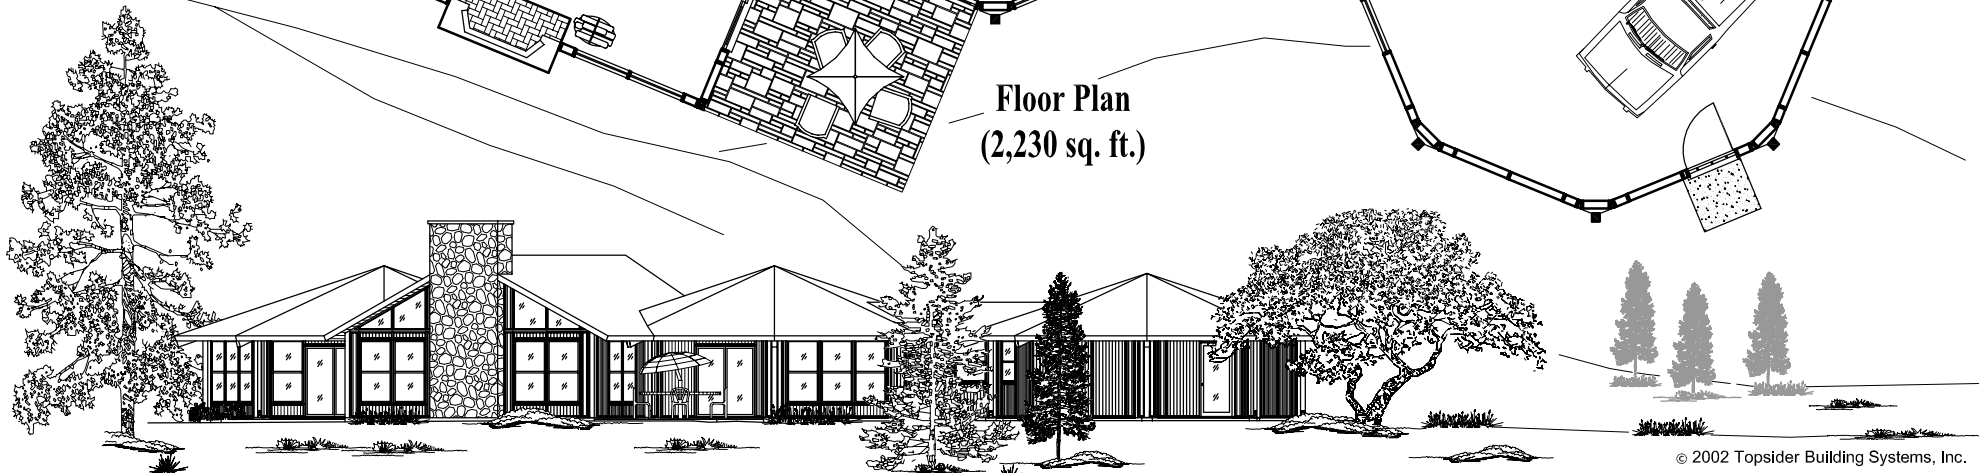 Floor Plan
(2,230 sq. ft.)
© 2002 Topsider Building Systems, Inc.